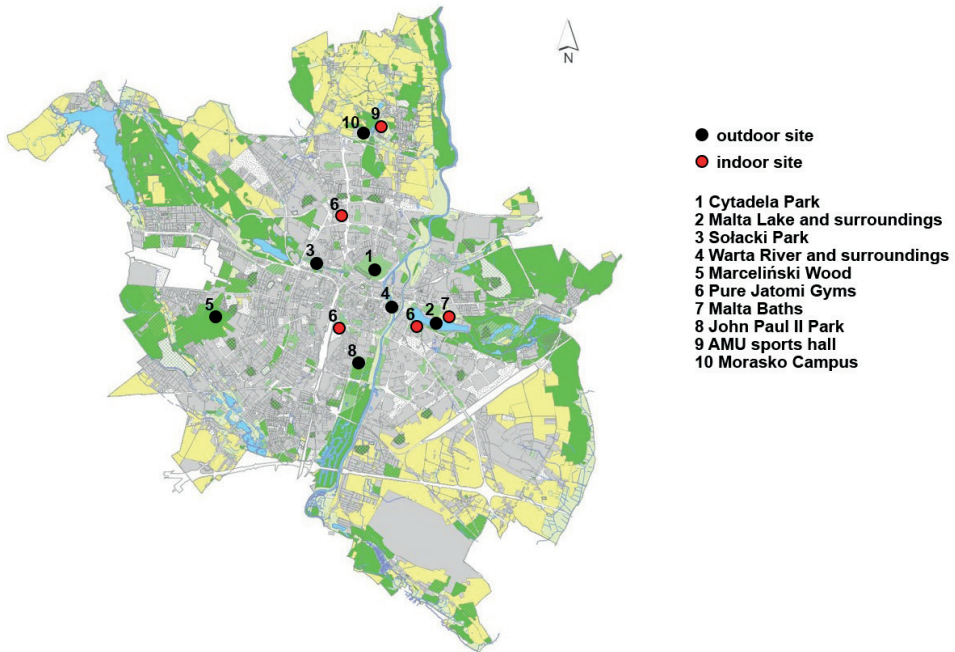 N
9
10
6
3
1
4
5
6
6
2
7
8
outdoor site
indoor site
1 Cytadela Park
2 Malta Lake and surroundings
3 Sołacki Park
4 Warta River and surroundings
5 Marceliński Wood
6 Pure Jatomi Gyms
7 Malta Baths
8 John Paul II Park
9 AMU sports hall
10 Morasko Campus